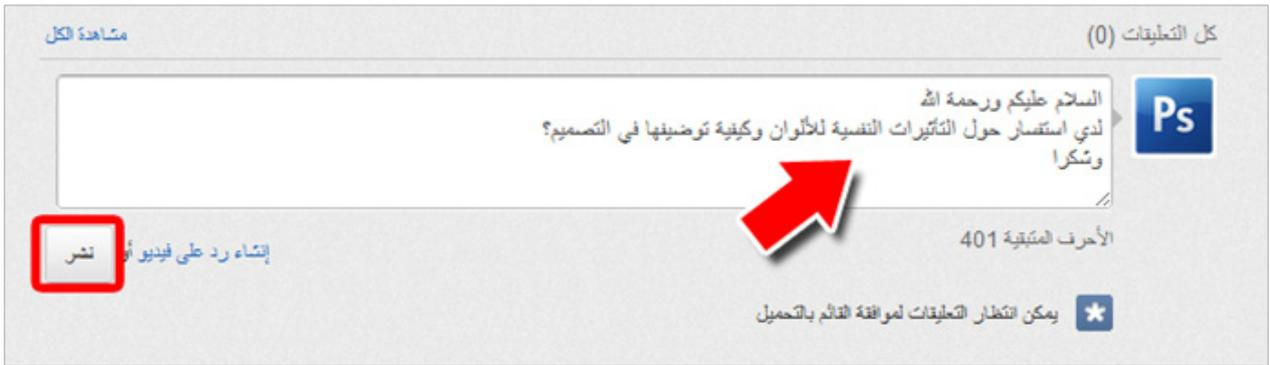 كل التعليقات (0)
مشاهدة الكل
Ps
السلام عليكم ورحمة الله
لدي استفسار حول التأثيرات النفسية للألوان وكيفية توضيفها في التصميم؟
وشكرا
الأحرف المتبقية 401
إنشاء رد على فيديو أو
نشر
يمكن انتظار التعليقات لموافقة القائم بالتحميل